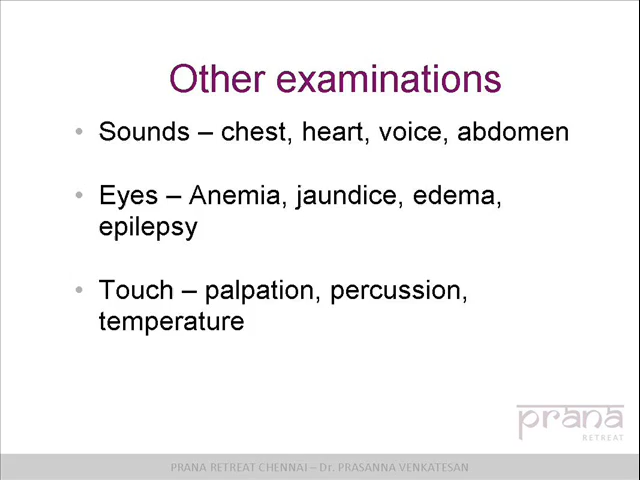 Other examinations
• Sounds – chest, heart, voice, abdomen
• Eyes – Anemia, jaundice, edema,
epilepsy
• Touch – palpation, percussion,
temperature
prana
RETREAT
PRANA RETREAT CHENNAI – Dr. PRASANNA VENKATESAN